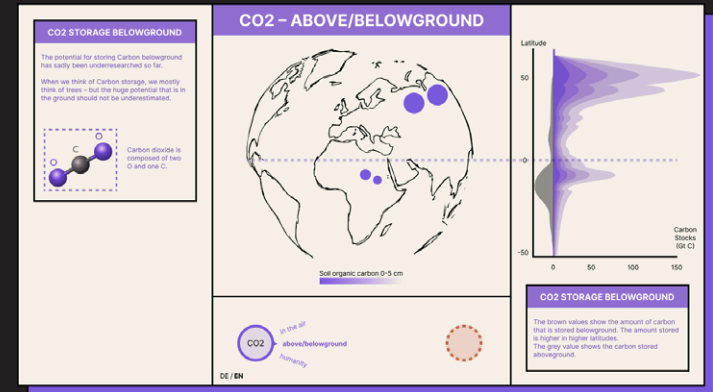 CO2 – ABOVE/BELOWGROUND
CO2 STORAGE BELOWGROUND
The potential for storing Carbon belowground
has sadly been underresearched so far.
When we think of Carbon storage, we mostly
think of trees – but the huge potential that is in
the ground should not be underestimated.
O
C
O
Carbon dioxide is
composed of two
O and one C.
Soil organic carbon 0-5 cm
CO2
in the air
above/belowground
humanity
DE / EN
Latitude
50
0
-50
0
50
100
150
Carbon
Stocks
(Gt C)
CO2 STORAGE BELOWGROUND
The brown values show the amount of carbon
that is stored belowground. The amount stored
is higher in higher latitudes.
The grey value shows the carbon stored
aboveground.